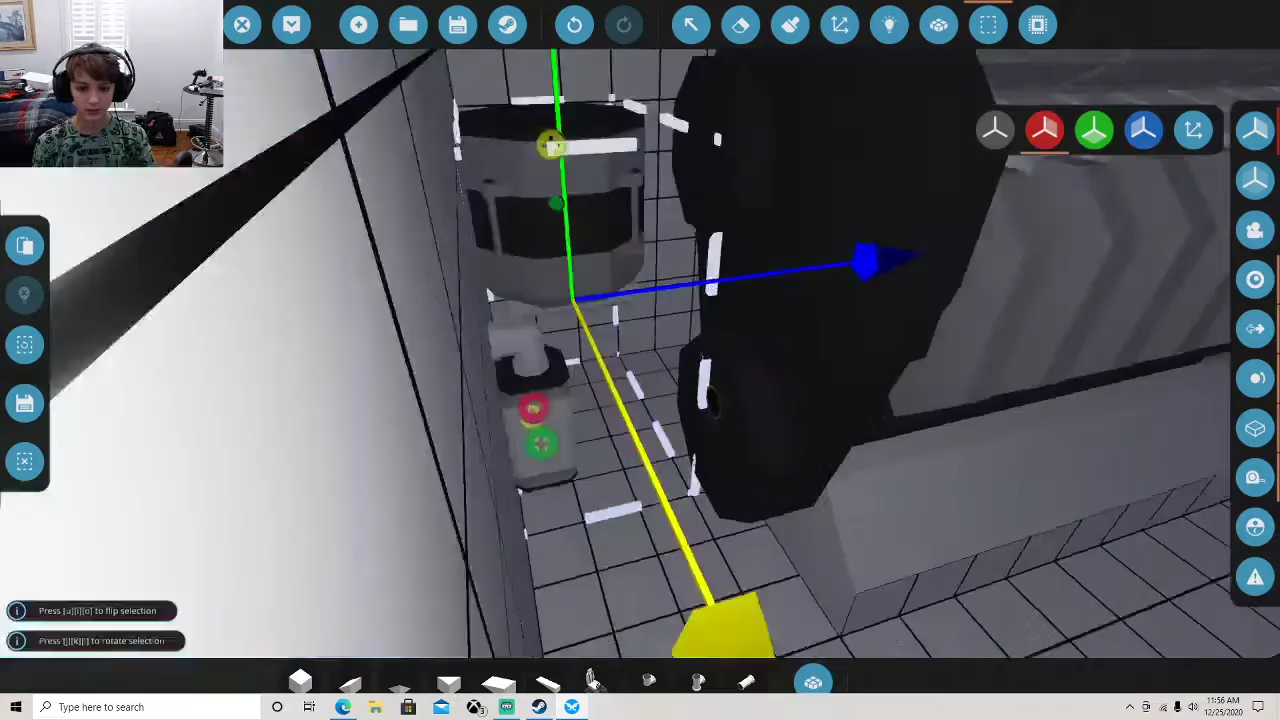 Press [u][i][o] to flip selection
Press [j][k][l] to rotate selection
Type here to search
11:56 AM
12/25/2020